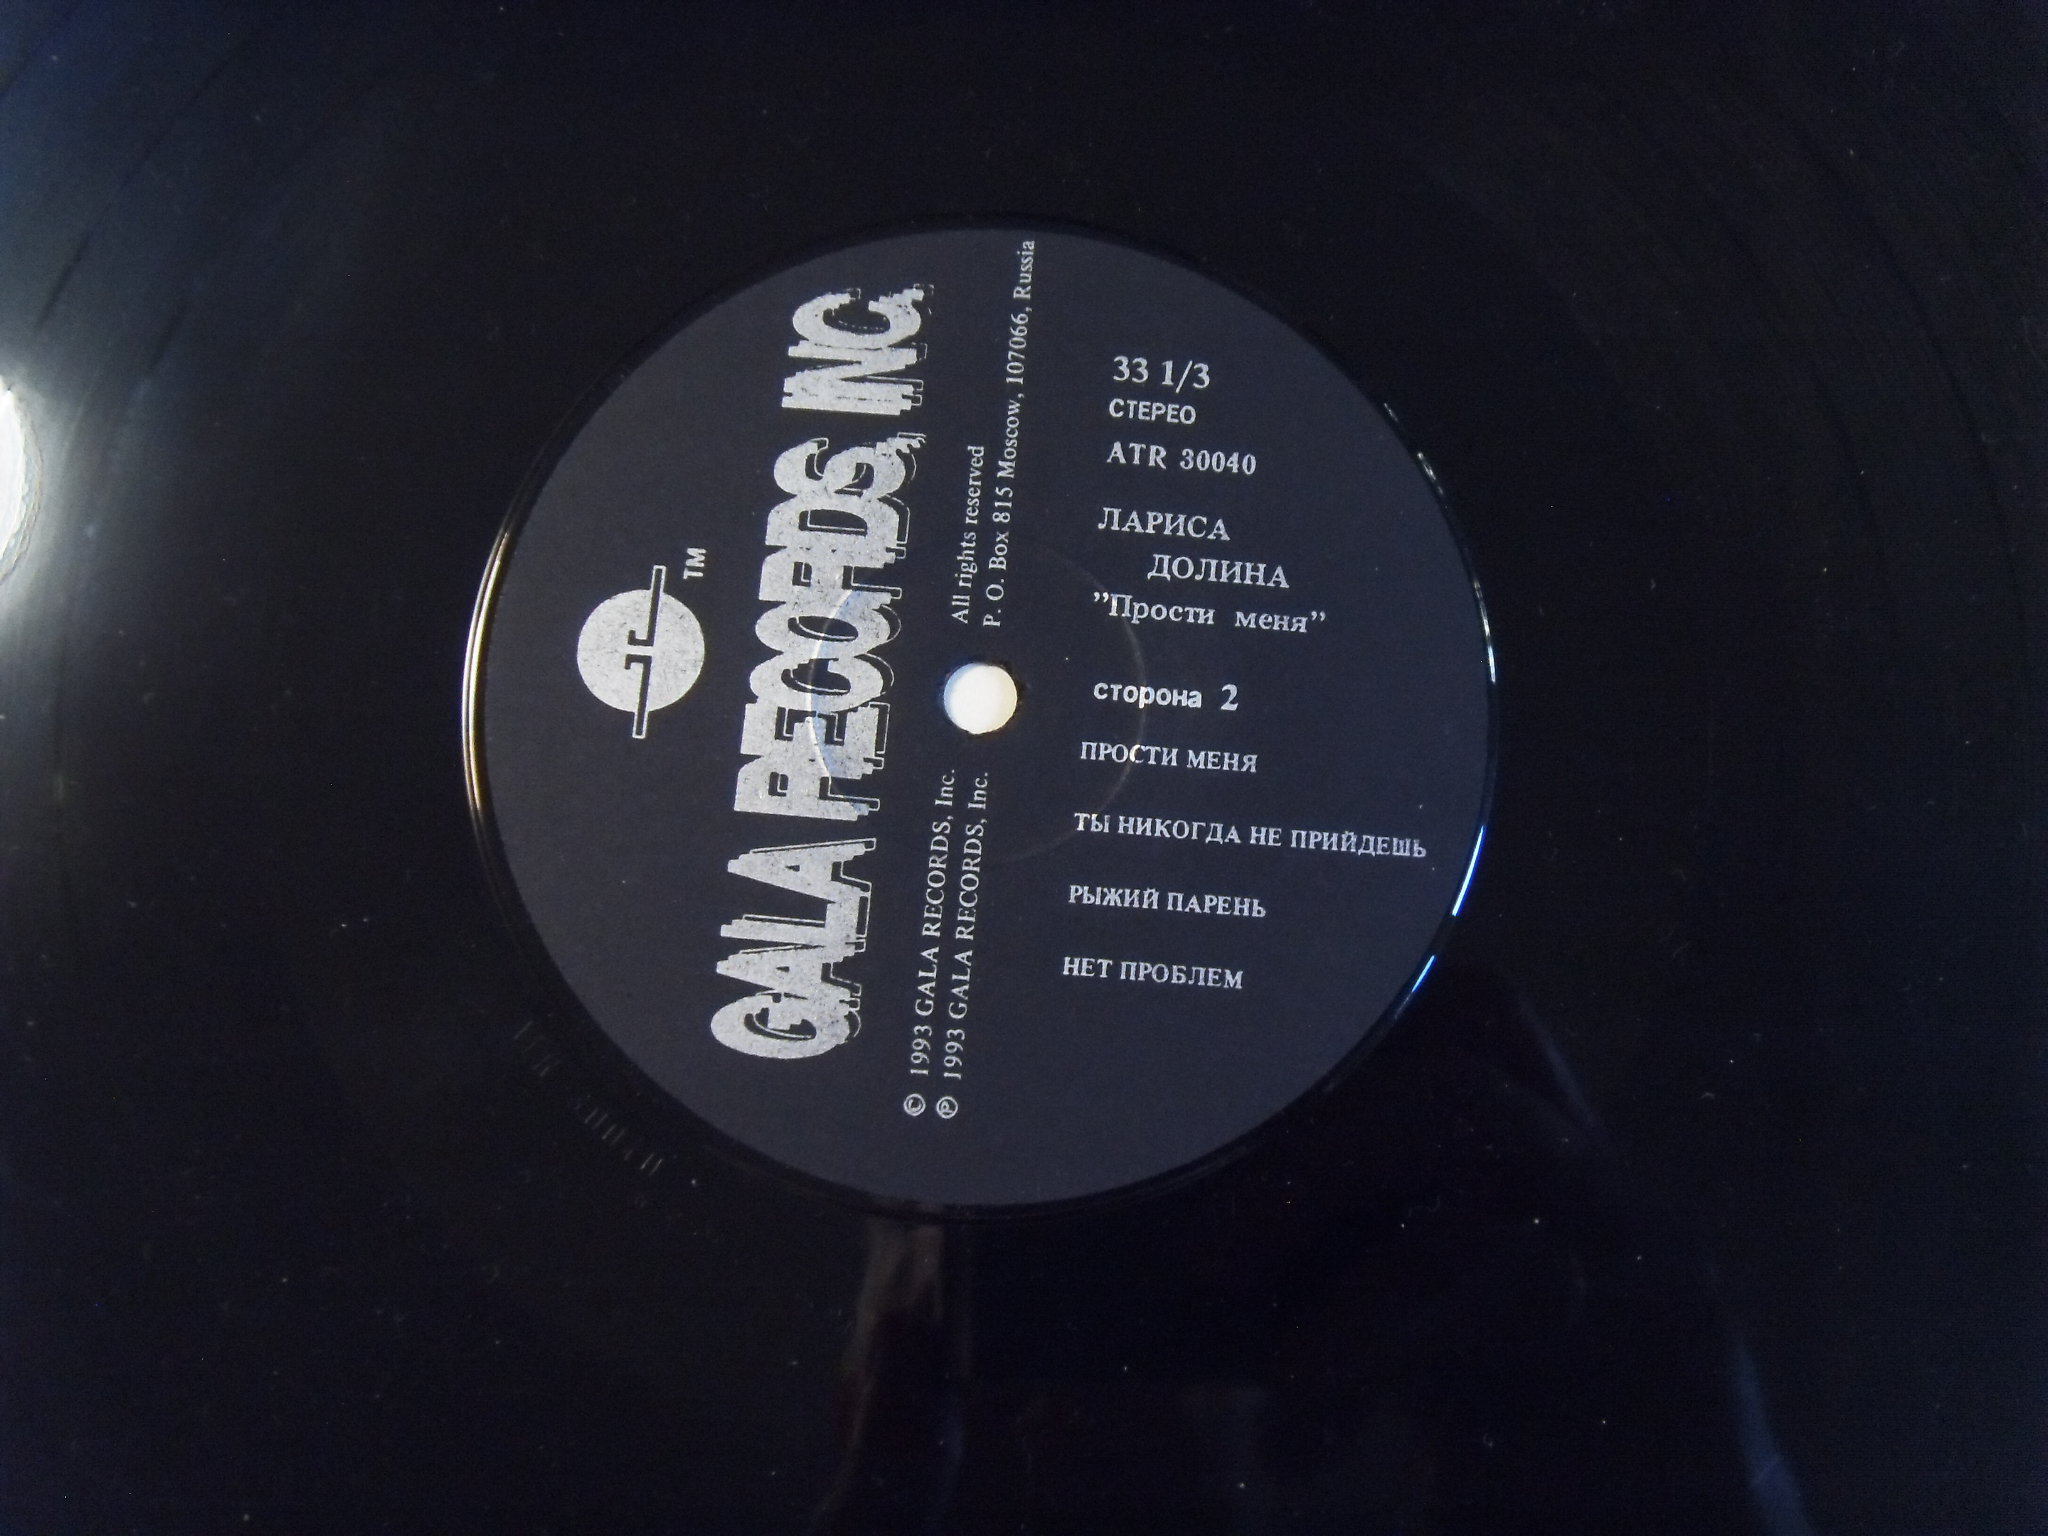 GALA RECORDS, INC.
TM
All rights reserved
P. O. Box 815 Moscow, 107066, Russia
© 1993 GALA RECORDS, Inc.
℗ 1993 GALA RECORDS, Inc.
33 1/3
СТЕРЕО
ATR 30040
ЛАРИСА
ДОЛИНА
"Прости меня"
сторона 2
ПРОСТИ МЕНЯ
ТЫ НИКОГДА НЕ ПРИЙДЕШЬ
РЫЖИЙ ПАРЕНЬ
НЕТ ПРОБЛЕМ